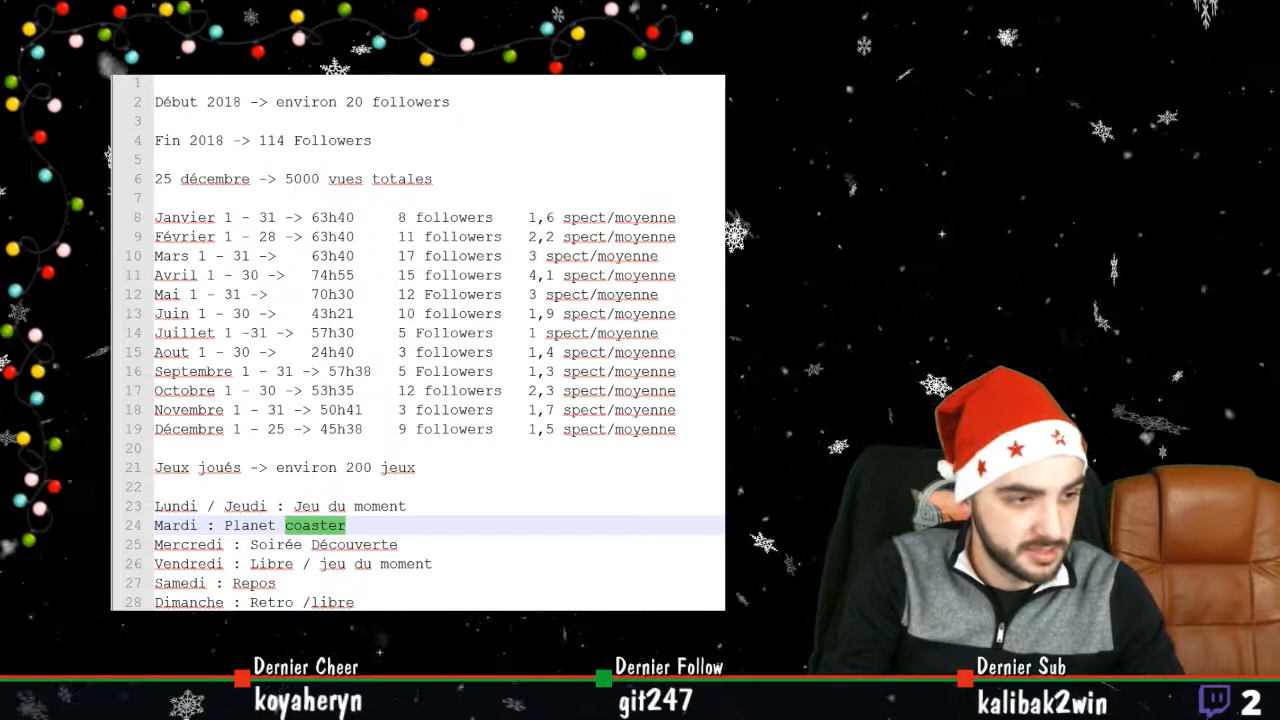 1
2 Début 2018 -> environ 20 followers
3
4 Fin 2018 -> 114 Followers
5
6 25 décembre -> 5000 vues totales
7
8 Janvier 1 - 31 -> 63h40 8 followers 1,6 spect/moyenne
9 Février 1 - 28 -> 63h40 11 followers 2,2 spect/moyenne
10 Mars 1 - 31 -> 63h40 17 followers 3 spect/moyenne
11 Avril 1 - 30 -> 74h55 15 followers 4,1 spect/moyenne
12 Mai 1 - 31 -> 70h30 12 Followers 3 spect/moyenne
13 Juin 1 - 30 -> 43h21 10 followers 1,9 spect/moyenne
14 Juillet 1 -31 -> 57h30 5 Followers 1 spect/moyenne
15 Aout 1 - 30 -> 24h40 3 followers 1,4 spect/moyenne
16 Septembre 1 - 31 -> 57h38 5 Followers 1,3 spect/moyenne
17 Octobre 1 - 30 -> 53h35 12 followers 2,3 spect/moyenne
18 Novembre 1 - 31 -> 50h41 3 followers 1,7 spect/moyenne
19 Décembre 1 - 25 -> 45h38 9 followers 1,5 spect/moyenne
20
21 Jeux joués -> environ 200 jeux
22
23 Lundi / Jeudi : Jeu du moment
24 Mardi : Planet coaster
25 Mercredi : Soirée Découverte
26 Vendredi : Libre / jeu du moment
27 Samedi : Repos
28 Dimanche : Retro /libre
Dernier Cheer
koyaheryn
Dernier Follow
git247
Dernier Sub
kalibak2win
2